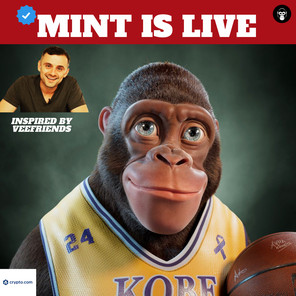 MINT IS LIVE
INSPIRED BY
VEEFRIENDS
24
KOBE
crypto.com